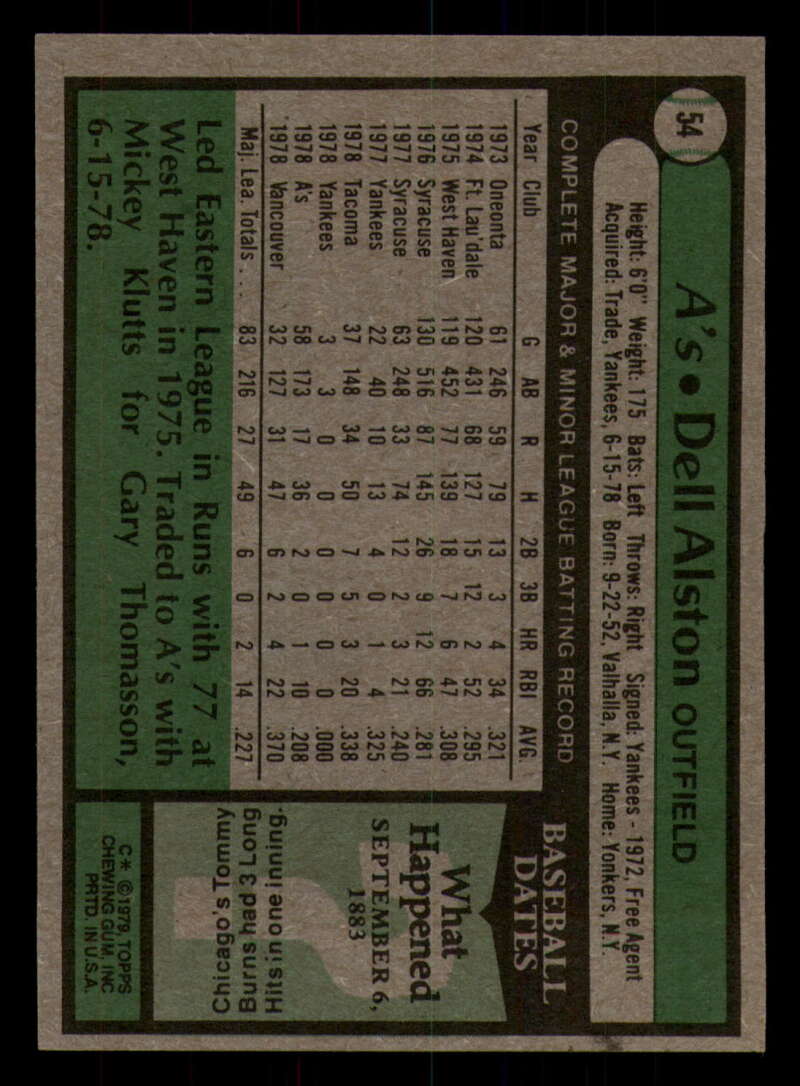 54
A's • Dell Alston OUTFIELD
Height: 6'0" Weight: 175 Bats: Left Throws: Right Signed: Yankees - 1972, Free Agent
Acquired: Trade, Yankees, 6-15-78 Born: 9-22-52, Valhalla, N.Y. Home: Yonkers, N.Y.
COMPLETE MAJOR & MINOR LEAGUE BATTING RECORD
Year Club G AB R H 2B 3B HR RBI AVG.
1973 Oneonta 61 246 59 79 13 3 4 34 .321
1974 Ft. Lau'dale 120 431 68 127 15 12 2 52 .295
1975 West Haven 119 452 77 139 18 7 6 47 .308
1976 Syracuse 130 516 87 145 26 9 12 66 .281
1977 Syracuse 63 248 33 74 12 2 3 21 .240
1977 Yankees 22 40 10 13 4 0 1 4 .325
1978 Tacoma 37 148 34 50 7 5 3 20 .338
1978 Yankees 3 3 0 0 0 0 0 0 .000
1978 A's 58 173 17 36 2 0 1 10 .208
1978 Vancouver 32 127 31 47 6 2 4 22 .370
Maj. Lea. Totals . . . 83 216 27 49 6 0 2 14 .227
Led Eastern League in Runs with 77 at
West Haven in 1975. Traded to A's with
Mickey Klutts for Gary Thomasson,
6-15-78.
BASEBALL
DATES
What
Happened
SEPTEMBER 6,
1883
Chicago's Tommy
Burns had 3 Long
Hits in one inning.
C* ©1979, TOPPS
CHEWING GUM, INC
PRTD. IN U.S.A.